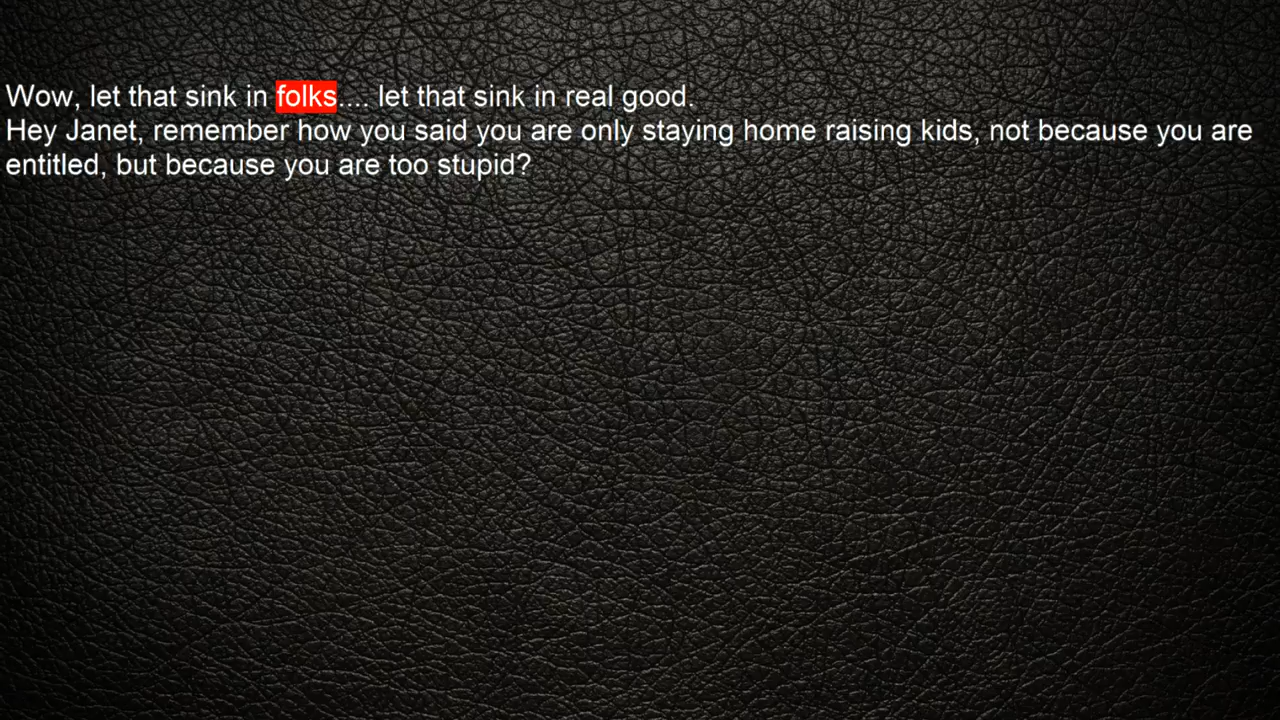 Wow, let that sink in folks.... let that sink in real good.
Hey Janet, remember how you said you are only staying home raising kids, not because you are
entitled, but because you are too stupid?